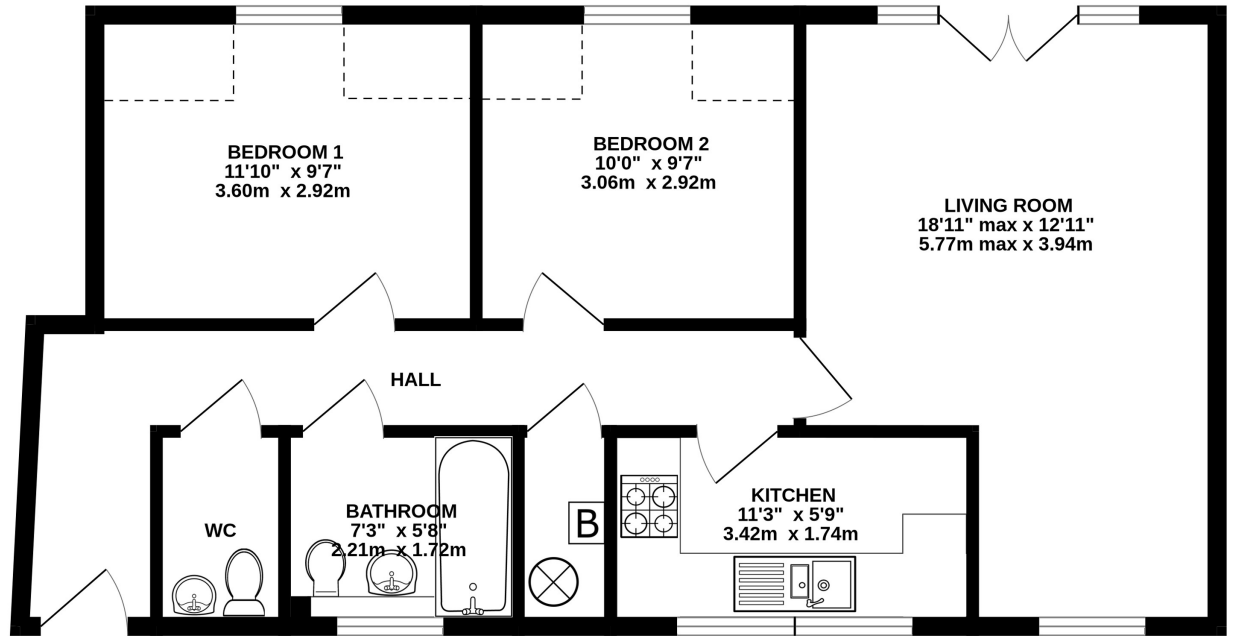 BEDROOM 1
11'10"  x 9'7"
3.60m  x 2.92m
BEDROOM 2
10'0"  x 9'7"
3.06m  x 2.92m
LIVING ROOM
18'11" max x 12'11"
5.77m max x 3.94m
HALL
WC
BATHROOM
7'3"  x 5'8"
2.21m  x 1.72m
B
KITCHEN
11'3"  x 5'9"
3.42m  x 1.74m